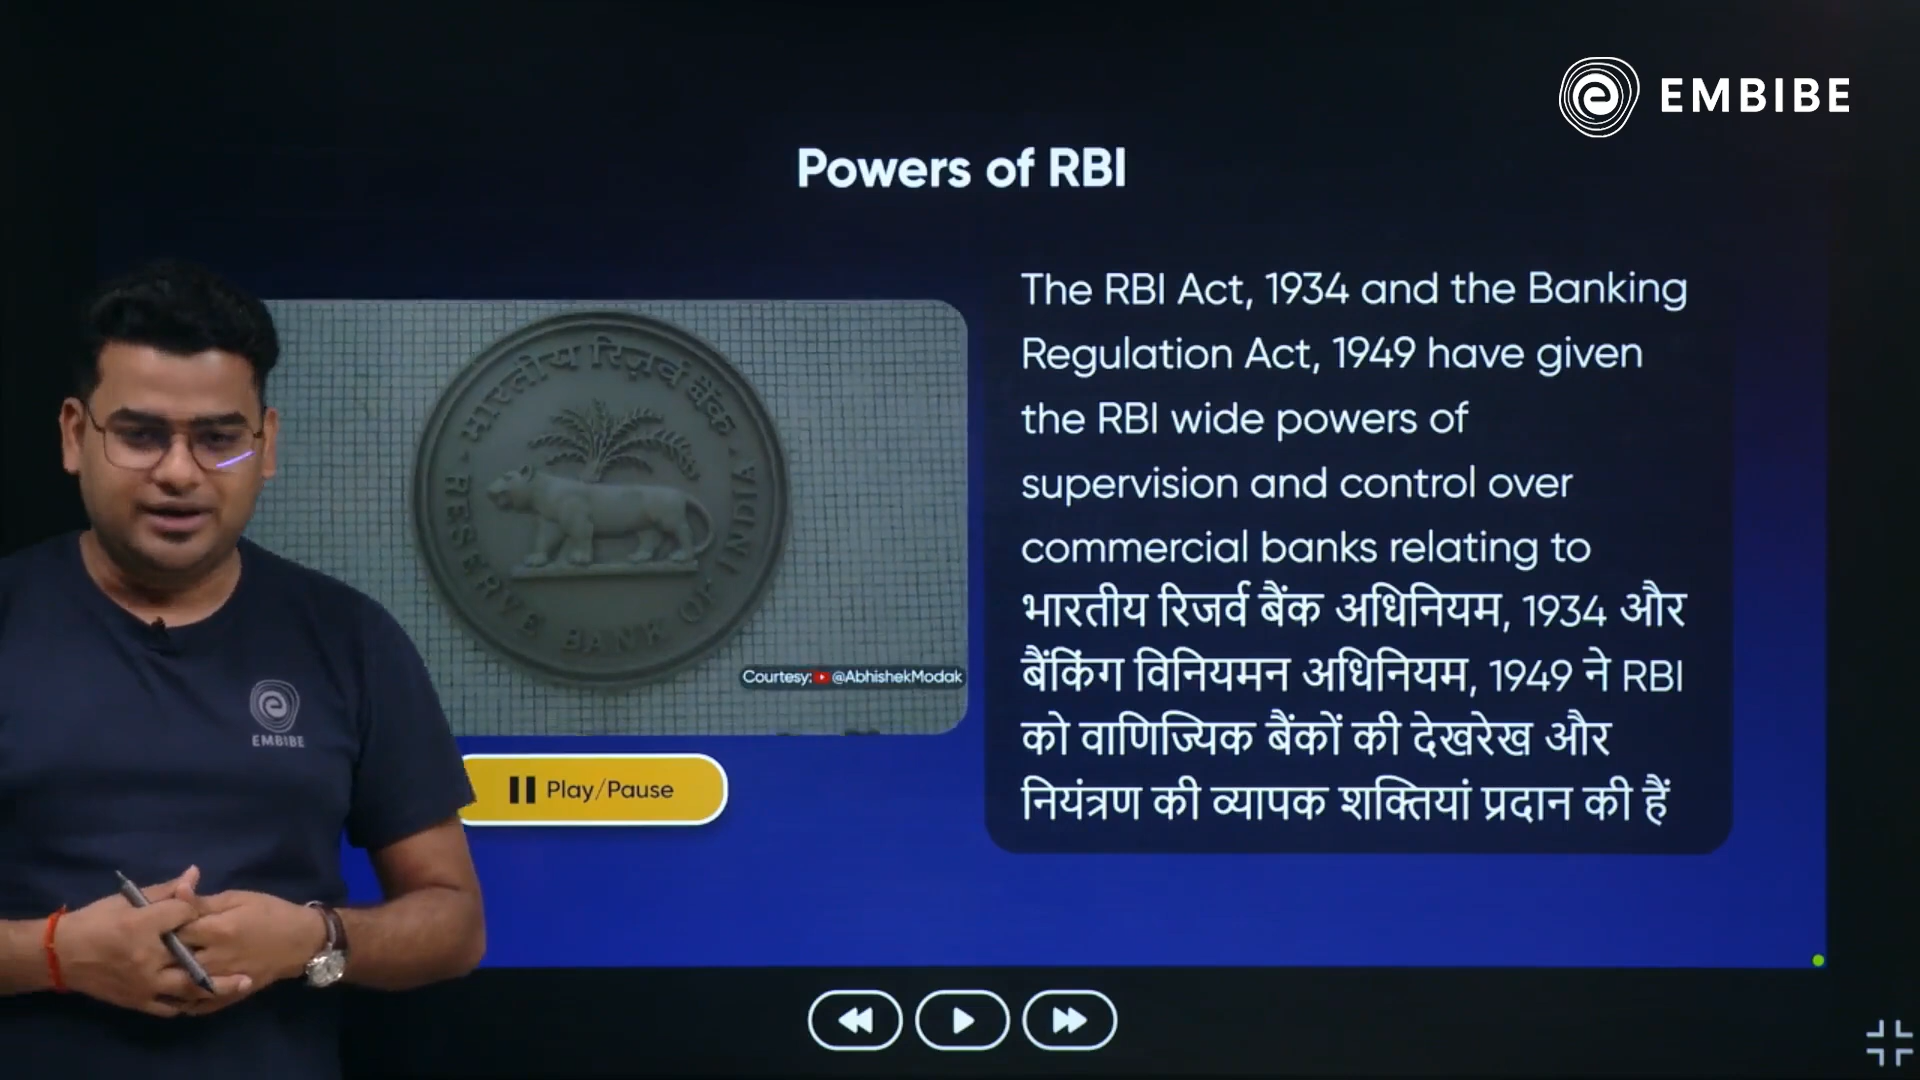 EMBIBE
Powers of RBI
The RBI Act, 1934 and the Banking
Regulation Act, 1949 have given
the RBI wide powers of
supervision and control over
commercial banks relating to
भारतीय रिजर्व बैंक अधिनियम, 1934 और
बैंकिंग विनियमन अधिनियम, 1949 ने RBI
को वाणिज्यिक बैंकों की देखरेख और
नियंत्रण की व्यापक शक्तियां प्रदान की हैं
भारतीय रिज़र्व बैंक
RESERVE BANK OF INDIA
Courtesy: @AbhishekModak
Play/Pause
EMBIBE